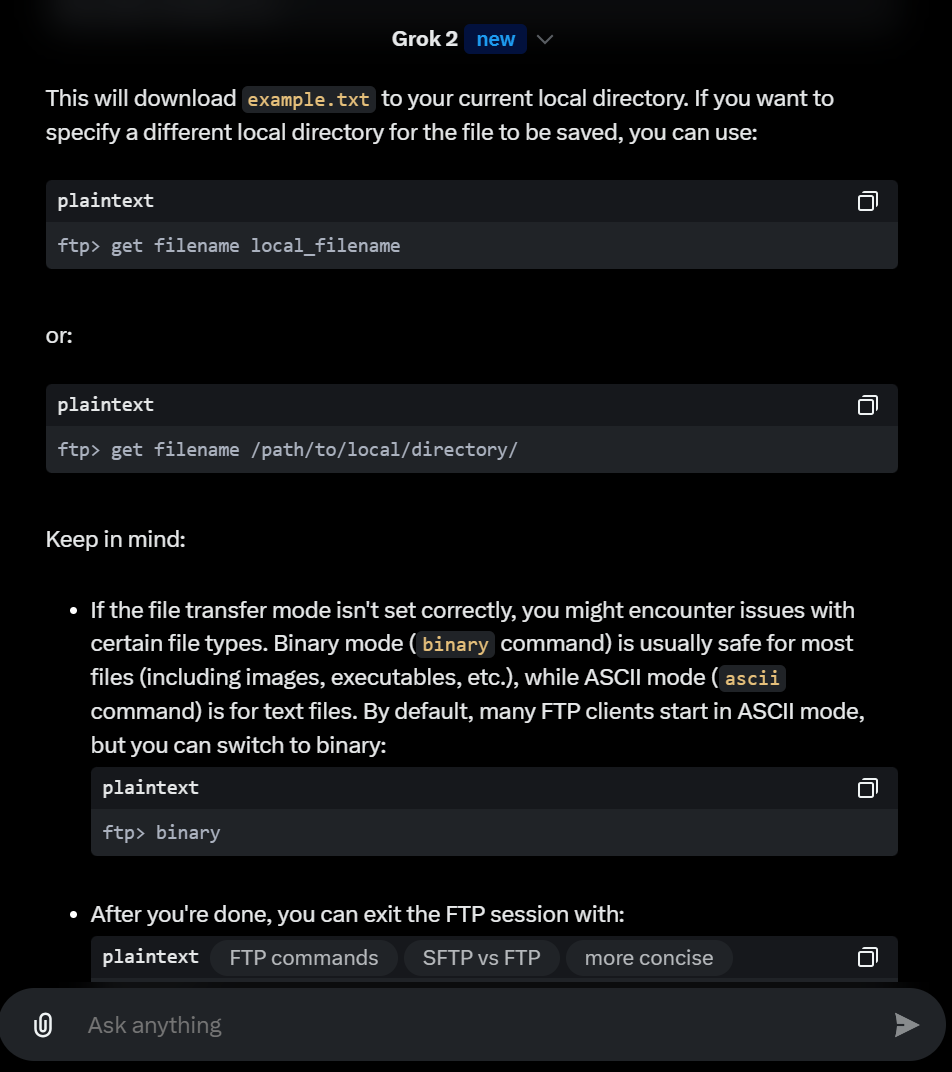 Grok 2 new
This will download example.txt to your current local directory. If you want to
specify a different local directory for the file to be saved, you can use:
plaintext
ftp> get filename local_filename
or:
plaintext
ftp> get filename /path/to/local/directory/
Keep in mind:
• If the file transfer mode isn't set correctly, you might encounter issues with
certain file types. Binary mode (binary command) is usually safe for most
files (including images, executables, etc.), while ASCII mode (ascii
command) is for text files. By default, many FTP clients start in ASCII mode,
but you can switch to binary:
plaintext
ftp> binary
• After you're done, you can exit the FTP session with:
plaintext FTP commands SFTP vs FTP more concise
Ask anything